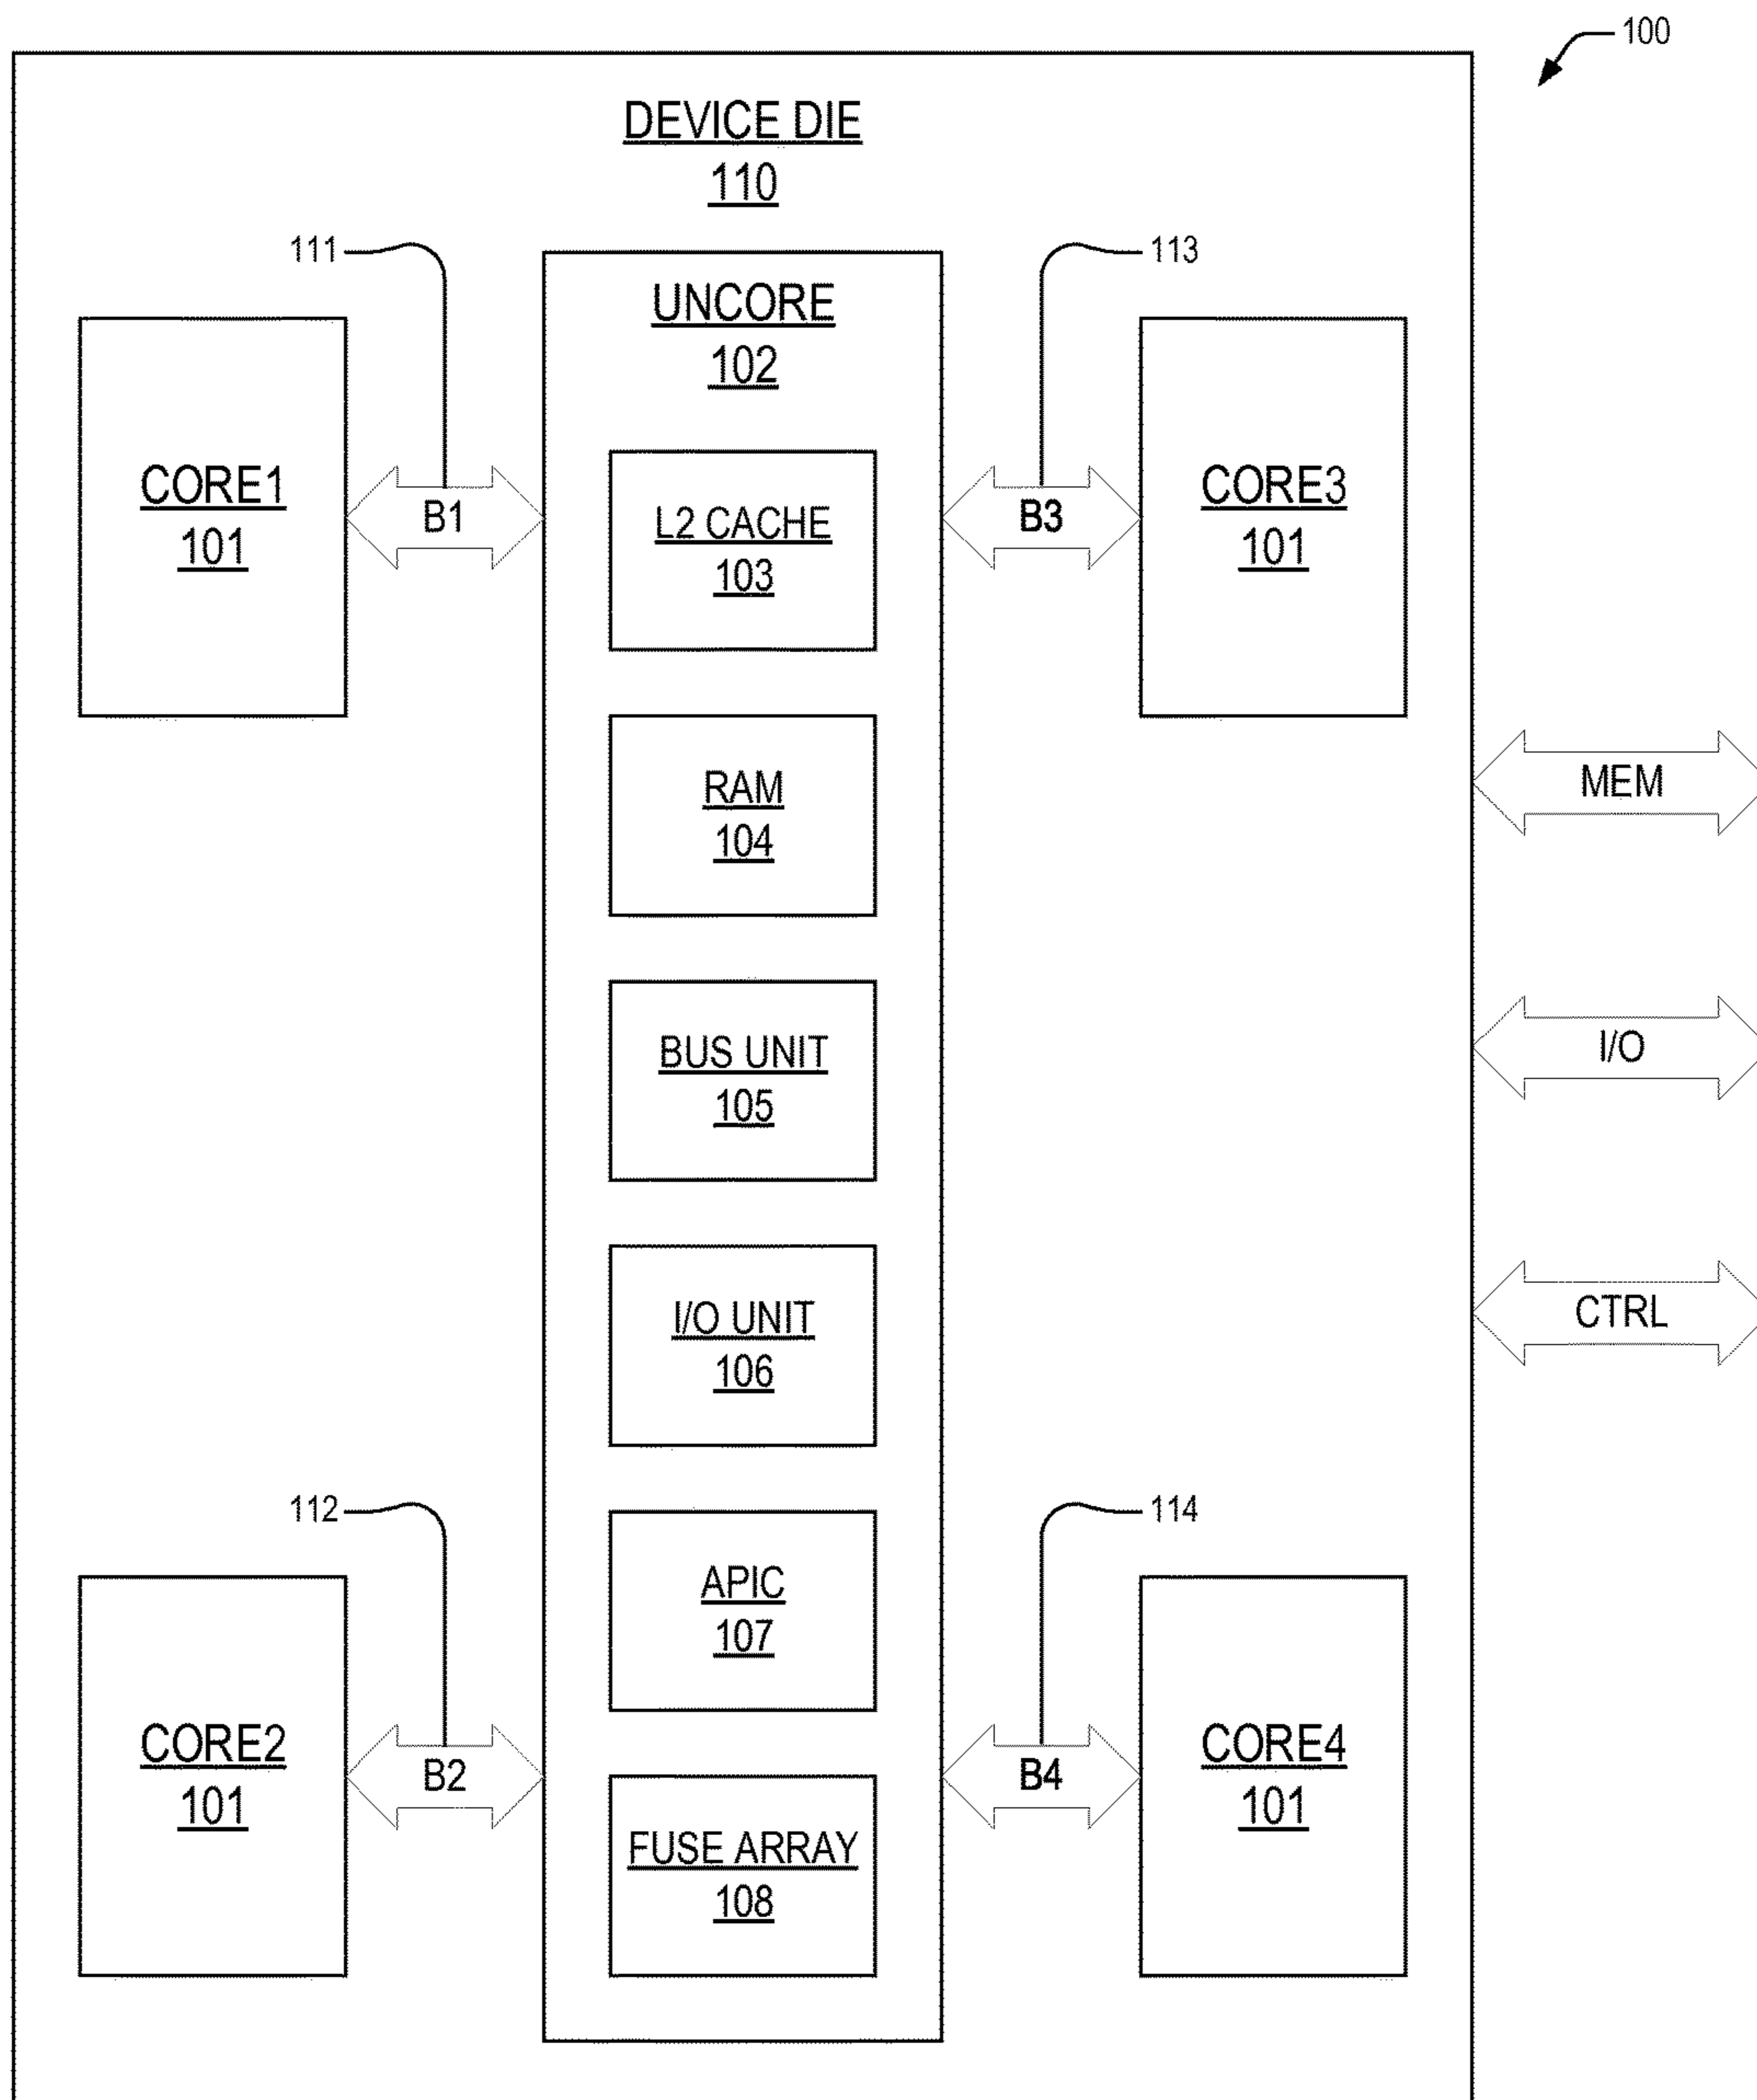 100
DEVICE DIE
110
111
113
UNCORE
102
CORE1
101
B1
L2 CACHE
103
B3
CORE3
101
RAM
104
MEM
BUS UNIT
105
I/O
I/O UNIT
106
CTRL
112
114
APIC
107
CORE2
101
B2
B4
CORE4
101
FUSE ARRAY
108